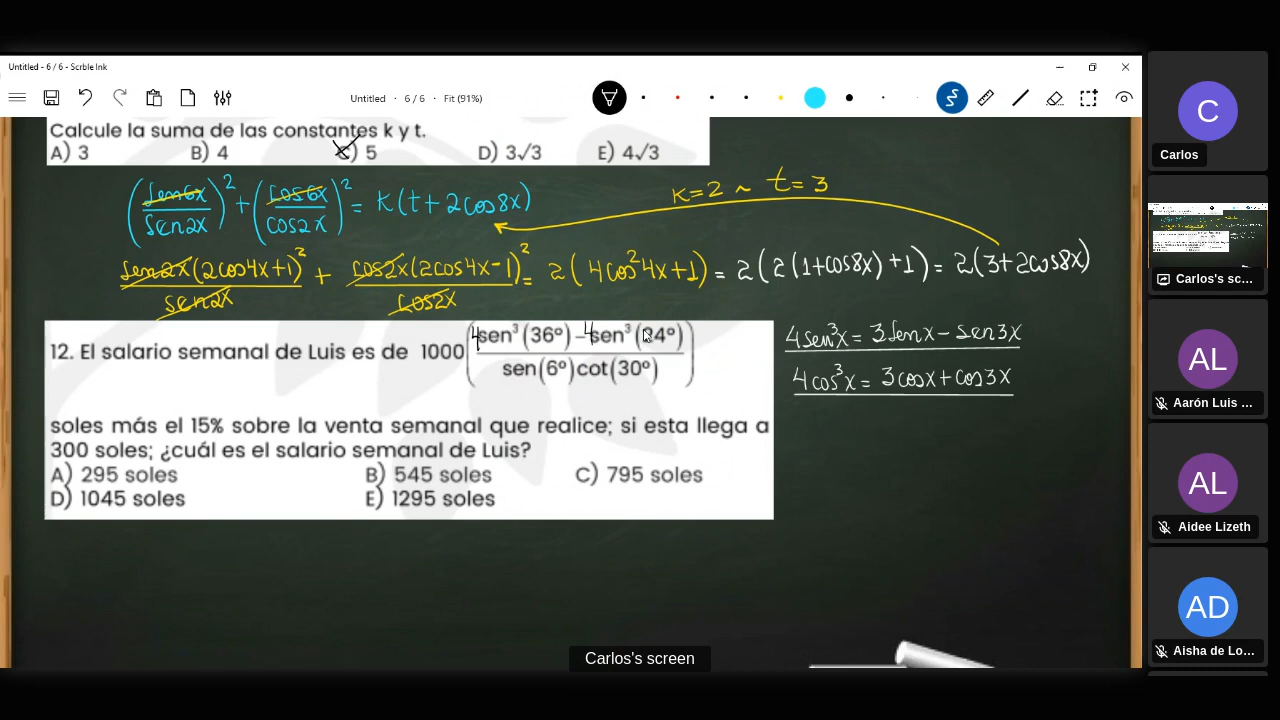 Untitled - 6 / 6 - Scrble Ink
Untitled · 6 / 6 · Fit (91%)
Calcule la suma de las constantes k y t.
A) 3 B) 4 C) 5 D) 3√3 E) 4√3
(sen6x/sen2x)² + (cos6x/cos2x)² = k(t+2cos8x)
k=2 ~ t=3
sen2x(2cos4x+1)²/sen2x + cos2x(2cos4x-1)²/cos2x = 2(4cos²4x+1) = 2(2(1+cos8x)+1) = 2(3+2cos8x)
12. El salario semanal de Luis es de 1000(4sen³(36°) - 4sen³(24°)/sen(6°)cot(30°))
soles más el 15% sobre la venta semanal que realice; si esta llega a
300 soles; ¿cuál es el salario semanal de Luis?
A) 295 soles B) 545 soles C) 795 soles
D) 1045 soles E) 1295 soles
4sen³x = 3senx - sen3x
4cos³x = 3cosx + cos3x
Carlos's screen
C
Carlos
Carlos's sc...
AL
Aarón Luis ...
AL
Aidee Lizeth
AD
Aisha de Lo...